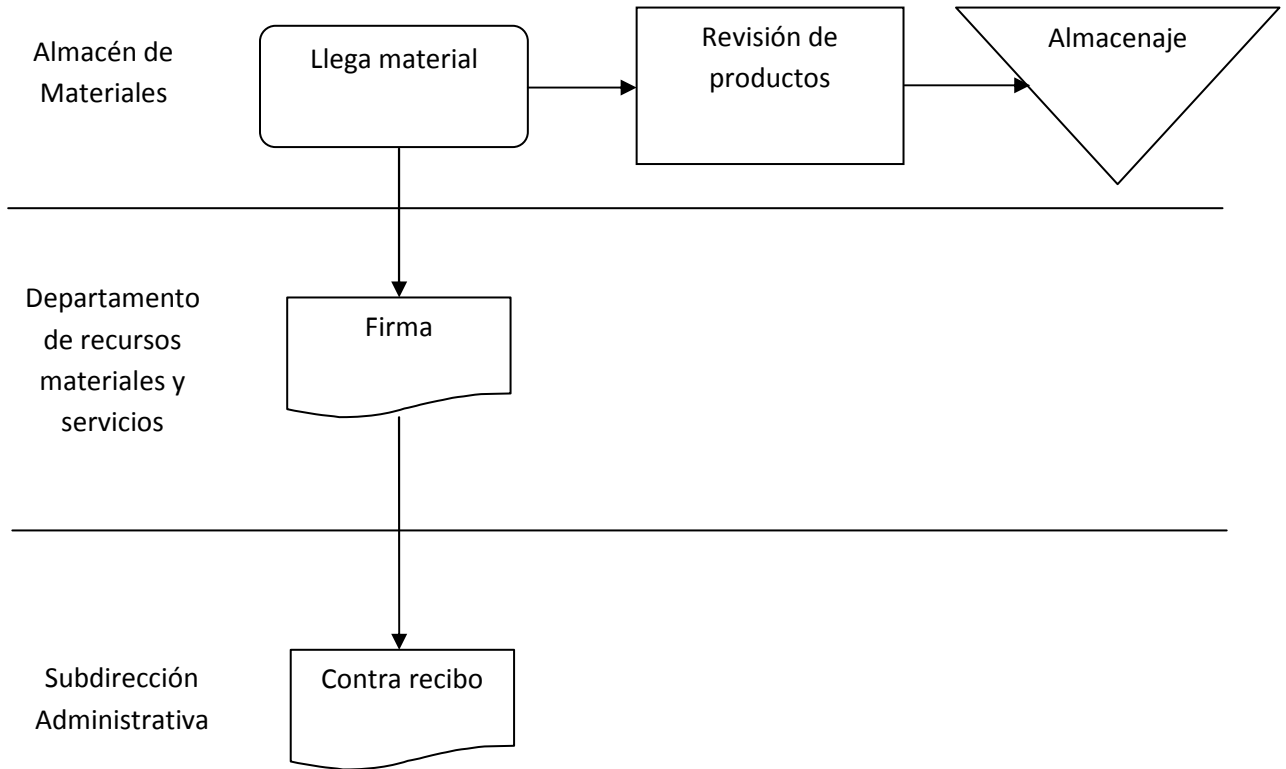 Almacén de
Materiales
Llega material
Revisión de
productos
Almacenaje
Departamento
de recursos
materiales y
servicios
Firma
Subdirección
Administrativa
Contra recibo